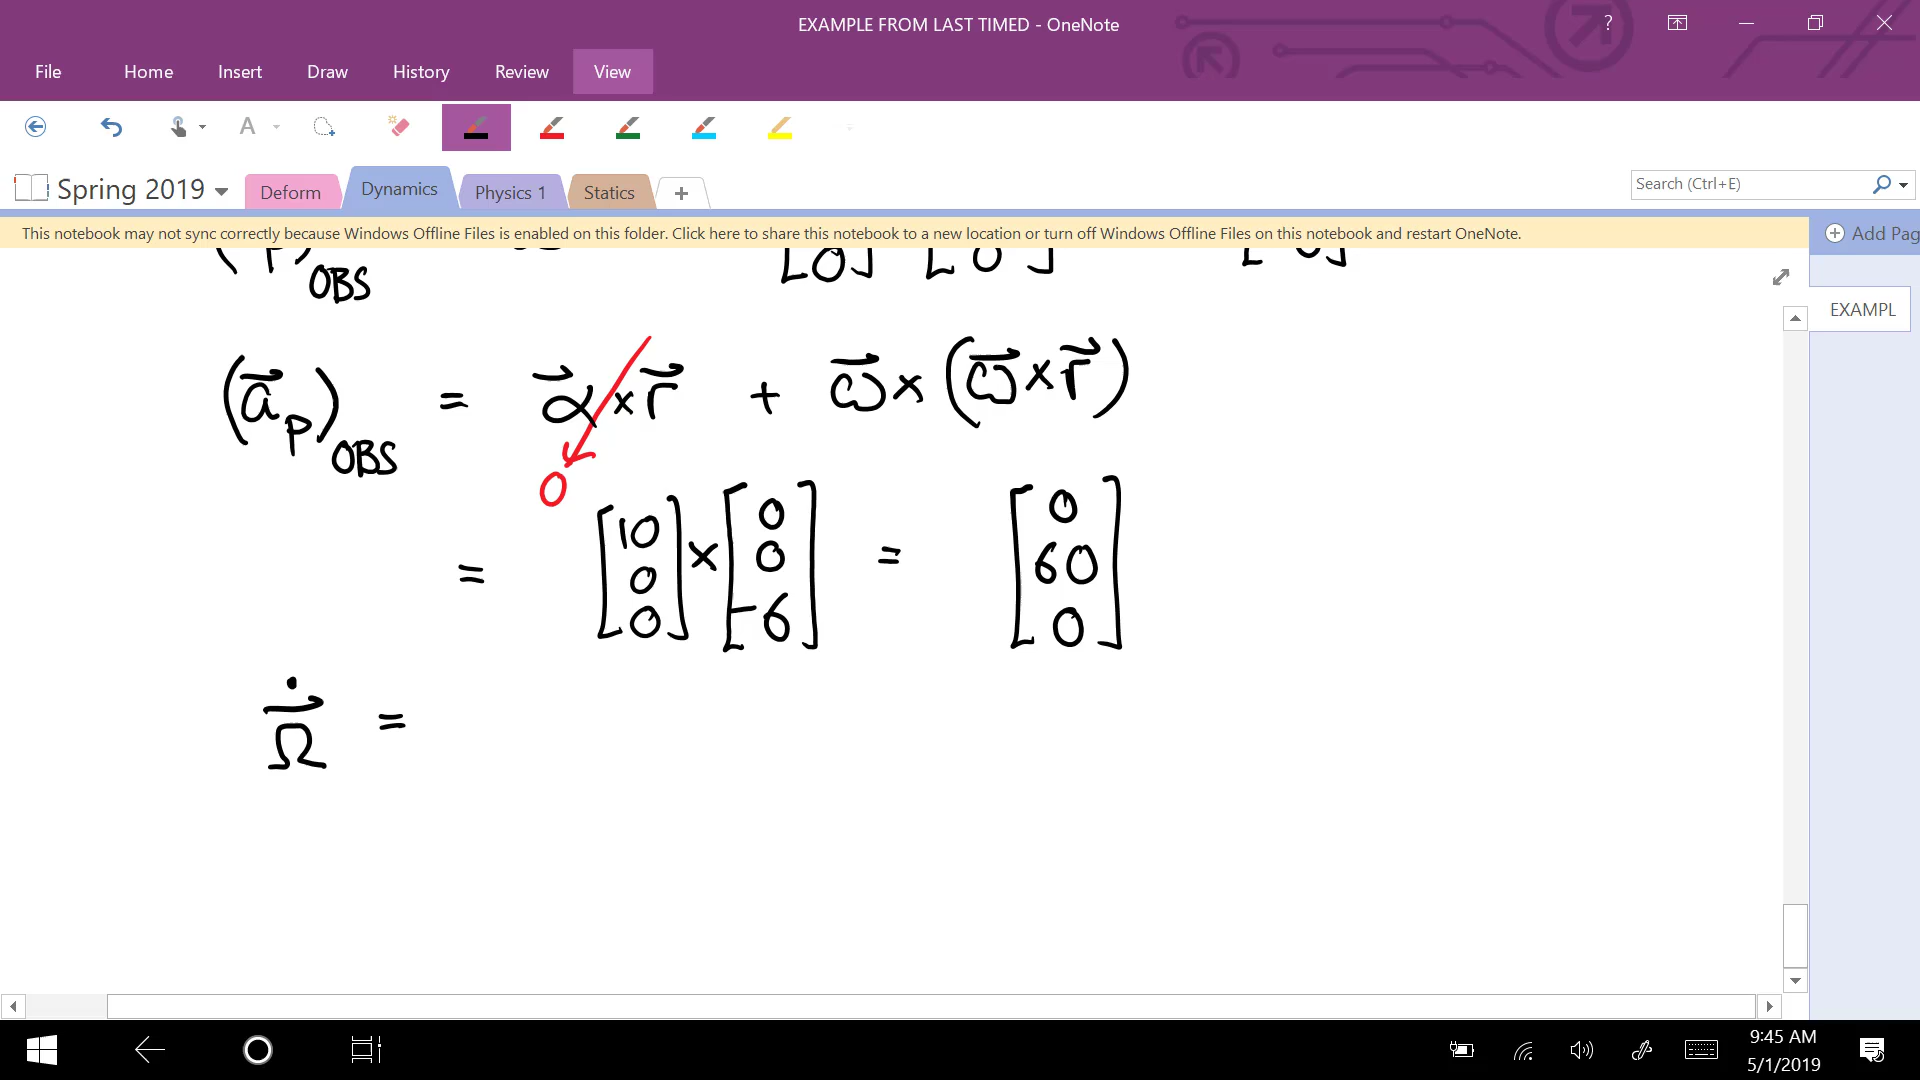 EXAMPLE FROM LAST TIMED - OneNote
?
File Home Insert Draw History Review View
A
Spring 2019 Deform Dynamics Physics 1 Statics +
Search (Ctrl+E)
This notebook may not sync correctly because Windows Offline Files is enabled on this folder. Click here to share this notebook to a new location or turn off Windows Offline Files on this notebook and restart OneNote.
Add Pag
EXAMPL
(P)OBS [0] [0] [0]
(a⃗P)OBS = α⃗ × r⃗ + ω⃗ × (ω⃗ × r⃗)
0
= [10 0 0] × [0 0 -6] = [0 60 0]
Ω⃗̇ =
9:45 AM
5/1/2019